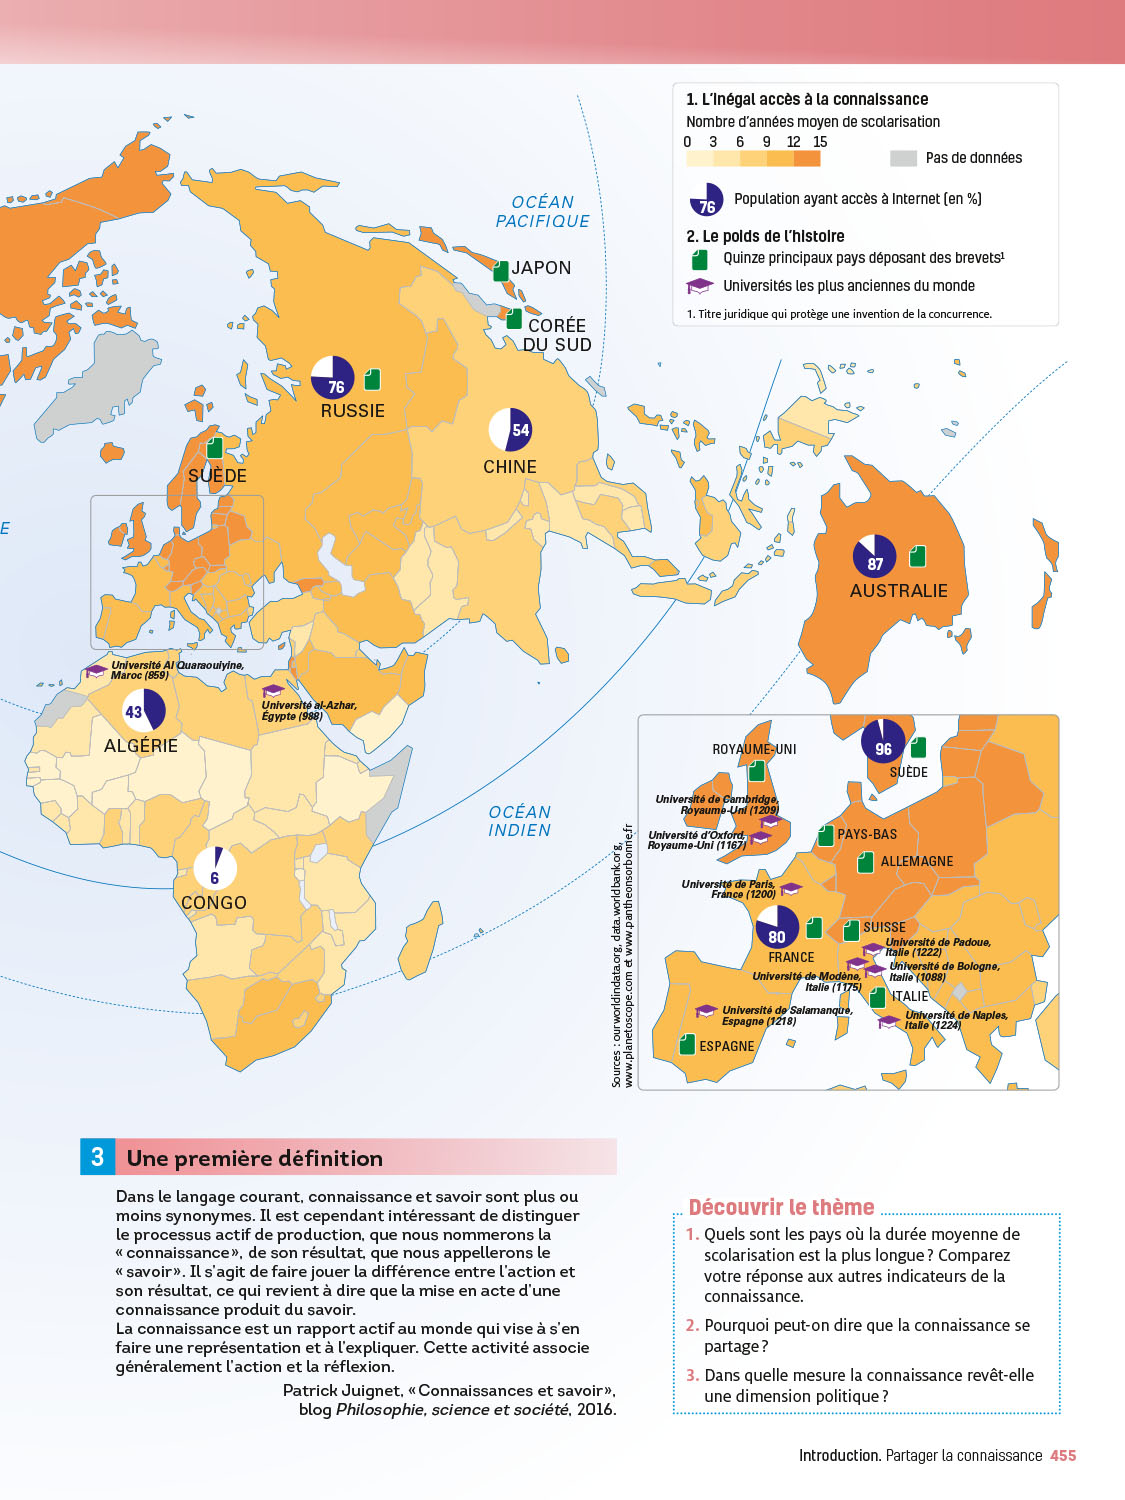 1. L'inégal accès à la connaissance
Nombre d'années moyen de scolarisation
0 3 6 9 12 15
Pas de données
76
Population ayant accès à Internet (en %)
2. Le poids de l'histoire
Quinze principaux pays déposant des brevets¹
Universités les plus anciennes du monde
1. Titre juridique qui protège une invention de la concurrence.
OCÉAN
PACIFIQUE
JAPON
CORÉE
DU SUD
76
RUSSIE
54
CHINE
SUÈDE
E
87
AUSTRALIE
Université Al Quaraouiyine,
Maroc (859)
43
ALGÉRIE
Université al-Azhar,
Égypte (988)
OCÉAN
INDIEN
6
CONGO
ROYAUME-UNI
96
SUÈDE
Université de Cambridge,
Royaume-Uni (1209)
Université d'Oxford,
Royaume-Uni (1167)
PAYS-BAS
ALLEMAGNE
Université de Paris,
France (1200)
80
FRANCE
SUISSE
Université de Padoue,
Italie (1222)
Université de Modène,
Italie (1175)
Université de Bologne,
Italie (1088)
ITALIE
Université de Salamanque,
Espagne (1218)
Université de Naples,
Italie (1224)
ESPAGNE
Sources : ourworldindata.org, data.worldbank.org,
www.planetoscope.com et www.pantheonsorbonne.fr
3 Une première définition
Dans le langage courant, connaissance et savoir sont plus ou
moins synonymes. Il est cependant intéressant de distinguer
le processus actif de production, que nous nommerons la
« connaissance », de son résultat, que nous appellerons le
« savoir ». Il s'agit de faire jouer la différence entre l'action et
son résultat, ce qui revient à dire que la mise en acte d'une
connaissance produit du savoir.
La connaissance est un rapport actif au monde qui vise à s'en
faire une représentation et à l'expliquer. Cette activité associe
généralement l'action et la réflexion.
Patrick Juignet, « Connaissances et savoir »,
blog Philosophie, science et société, 2016.
Découvrir le thème
1. Quels sont les pays où la durée moyenne de
scolarisation est la plus longue ? Comparez
votre réponse aux autres indicateurs de la
connaissance.
2. Pourquoi peut-on dire que la connaissance se
partage ?
3. Dans quelle mesure la connaissance revêt-elle
une dimension politique ?
Introduction. Partager la connaissance 455